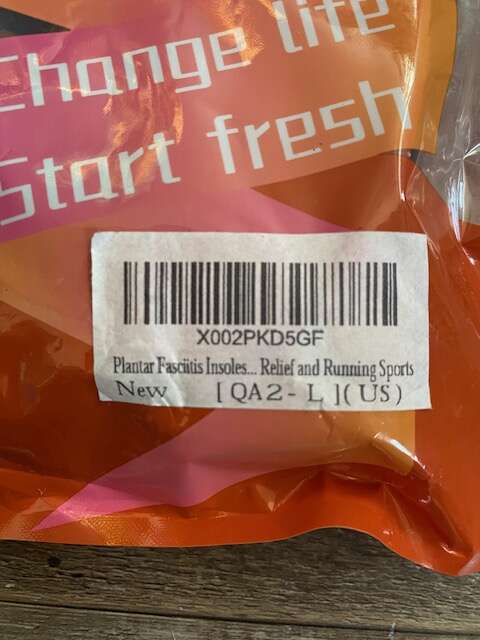 Change life
Start fresh
X002PKD5GF
Plantar Fasciitis Insoles... Relief and Running Sports
New [ QA2 - L ]( US )